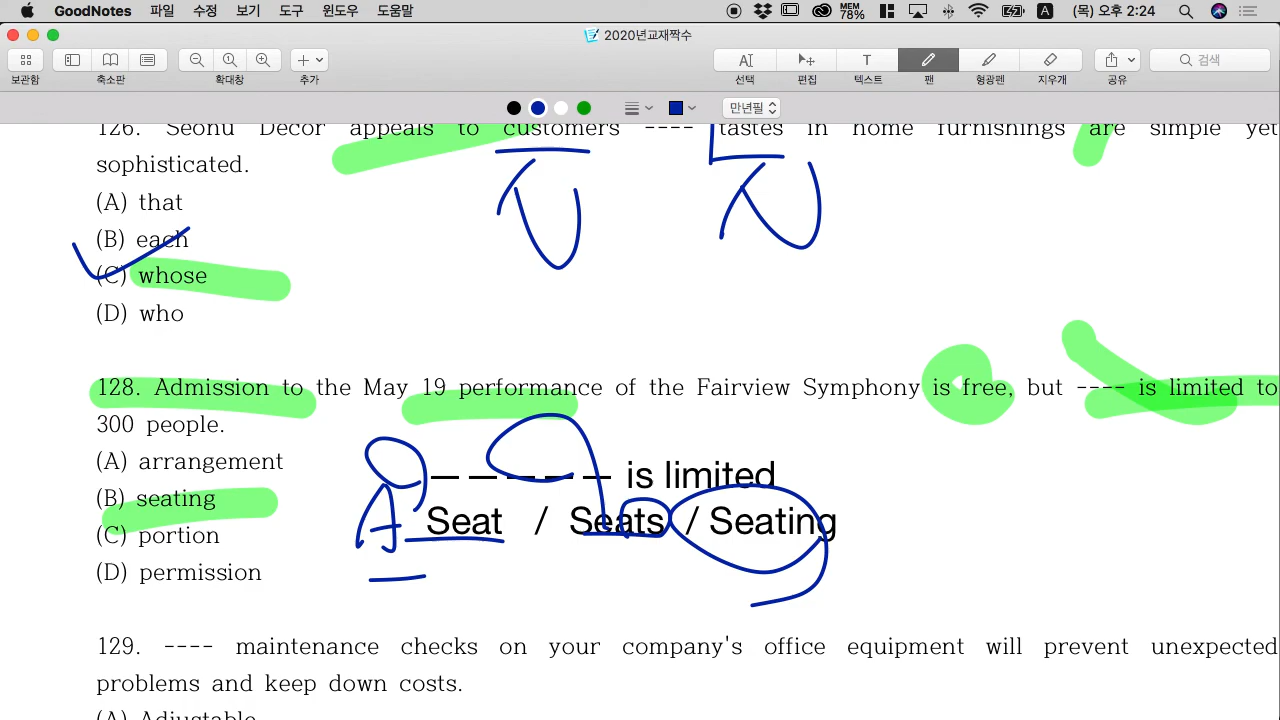 GoodNotes 파일 수정 보기 도구 윈도우 도움말 MEM 78% A (목) 오후 2:24
2020년교재짝수
보관함 축소판 확대창 추가 선택 편집 텍스트 펜 형광펜 지우개 공유 검색
만년필
126. Seohu Decor appeals to customers ---- tastes in home furnishings are simple yet
sophisticated.
(A) that
(B) each
(C) whose
(D) who
128. Admission to the May 19 performance of the Fairview Symphony is free, but ---- is limited to
300 people.
(A) arrangement
(B) seating
(C) portion
(D) permission
— — — — — is limited
A Seat / Seats / Seating
129. ---- maintenance checks on your company's office equipment will prevent unexpected
problems and keep down costs.
(A) Adjustable